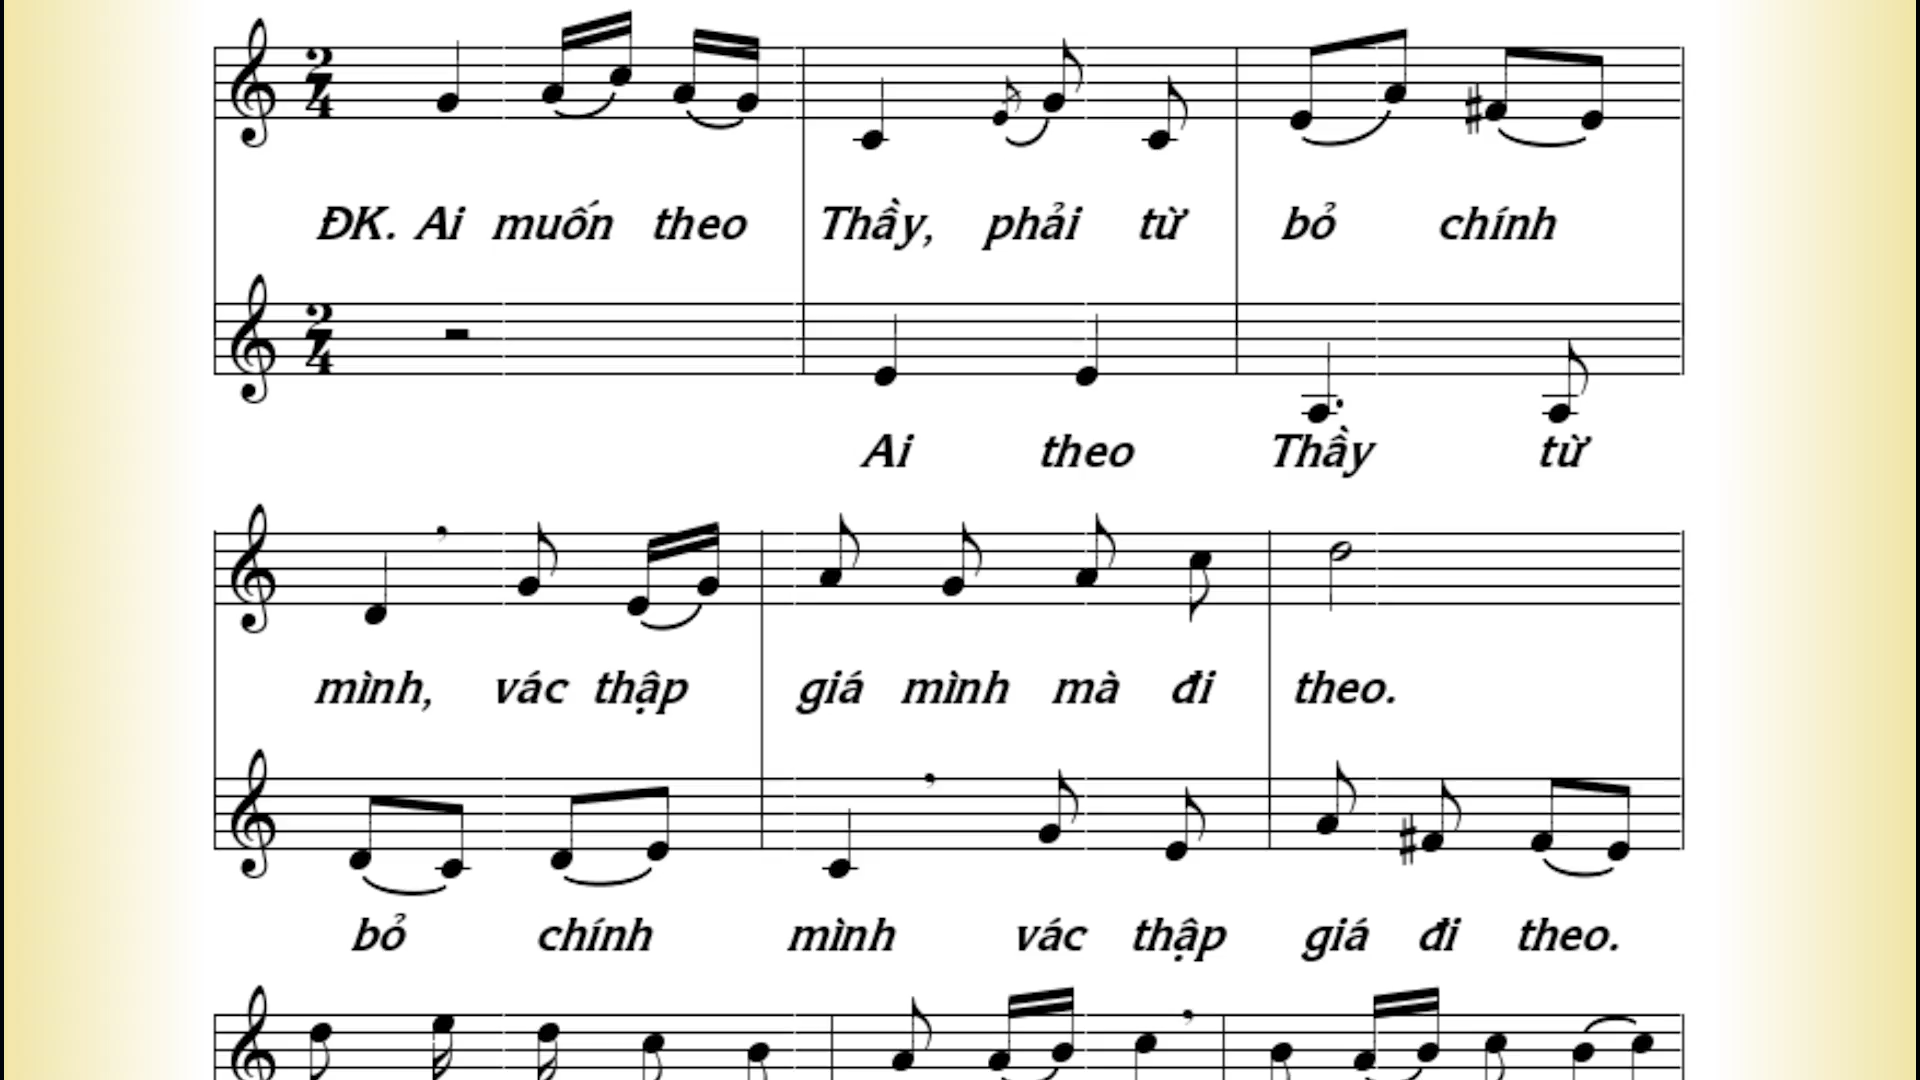 ĐK. Ai muốn theo Thầy, phải từ bỏ chính
Ai theo Thầy từ
mình, vác thập giá mình mà đi theo.
bỏ chính mình vác thập giá đi theo.